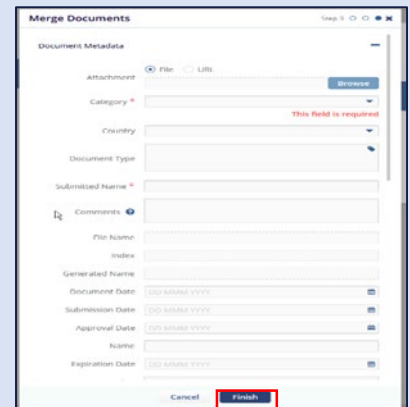 Merge Documents Step 3
Document Metadata
Attachment File URL
Browse
Category *
This field is required
Country
Document Type
Submitted Name *
Comments
File Name
Index
Generated Name
Document Date DD MMM YYYY
Submission Date DD MMM YYYY
Approval Date DD MMM YYYY
Name
Expiration Date DD MMM YYYY
Cancel Finish